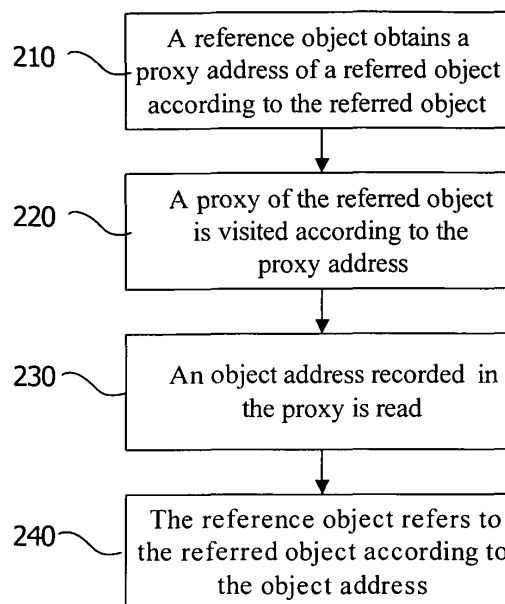 210
A reference object obtains a
proxy address of a referred object
according to the referred object
220
A proxy of the referred object
is visited according to the
proxy address
230
An object address recorded in
the proxy is read
240
The reference object refers to
the referred object according to
the object address